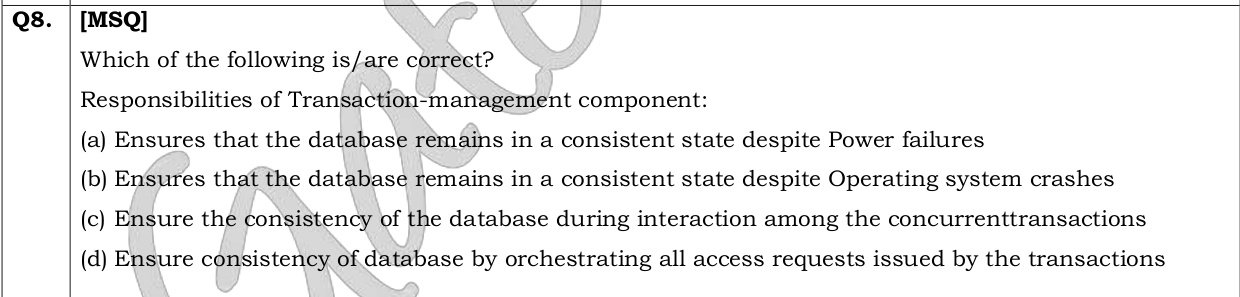 Q8. [MSQ]
Which of the following is/are correct?
Responsibilities of Transaction-management component:
(a) Ensures that the database remains in a consistent state despite Power failures
(b) Ensures that the database remains in a consistent state despite Operating system crashes
(c) Ensure the consistency of the database during interaction among the concurrenttransactions
(d) Ensure consistency of database by orchestrating all access requests issued by the transactions